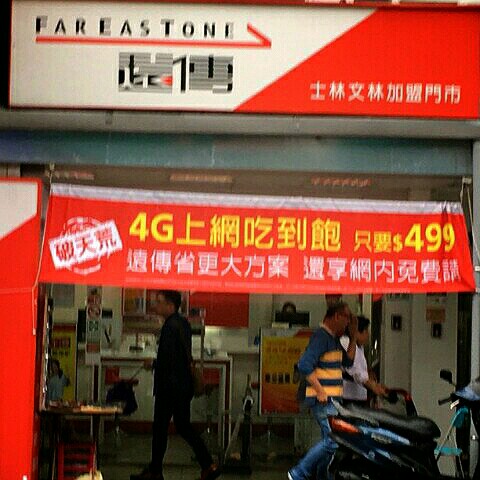 FAREASTONE
遠傳
士林文林加盟門市
破天荒
4G上網吃到飽 只要$499
遠傳省更大方案 還享網內免費講